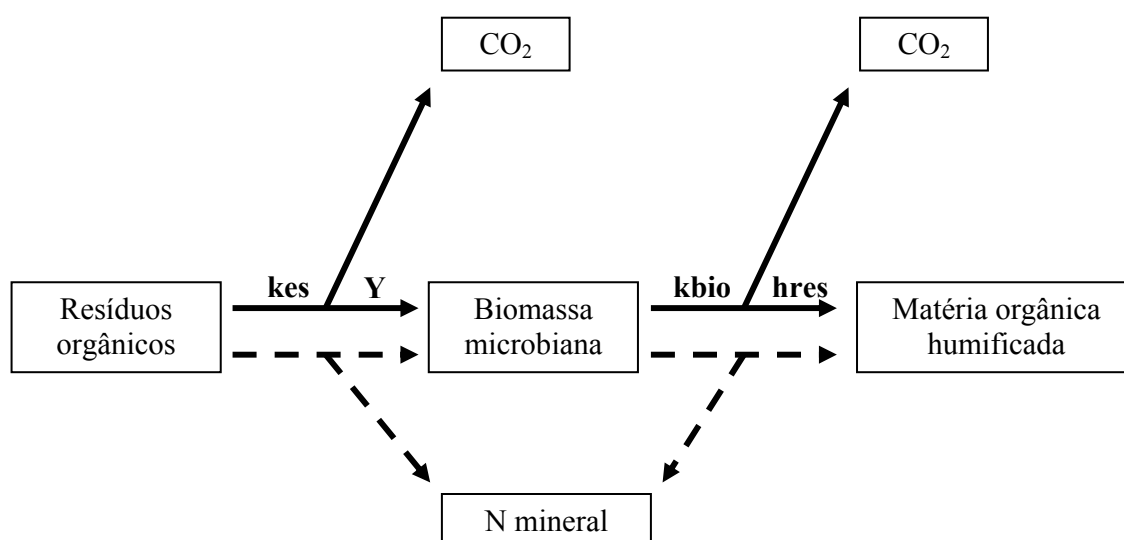 CO₂
CO₂
kes
Y
kbio
hres
Resíduos
orgânicos
Biomassa
microbiana
Matéria orgânica
humificada
N mineral